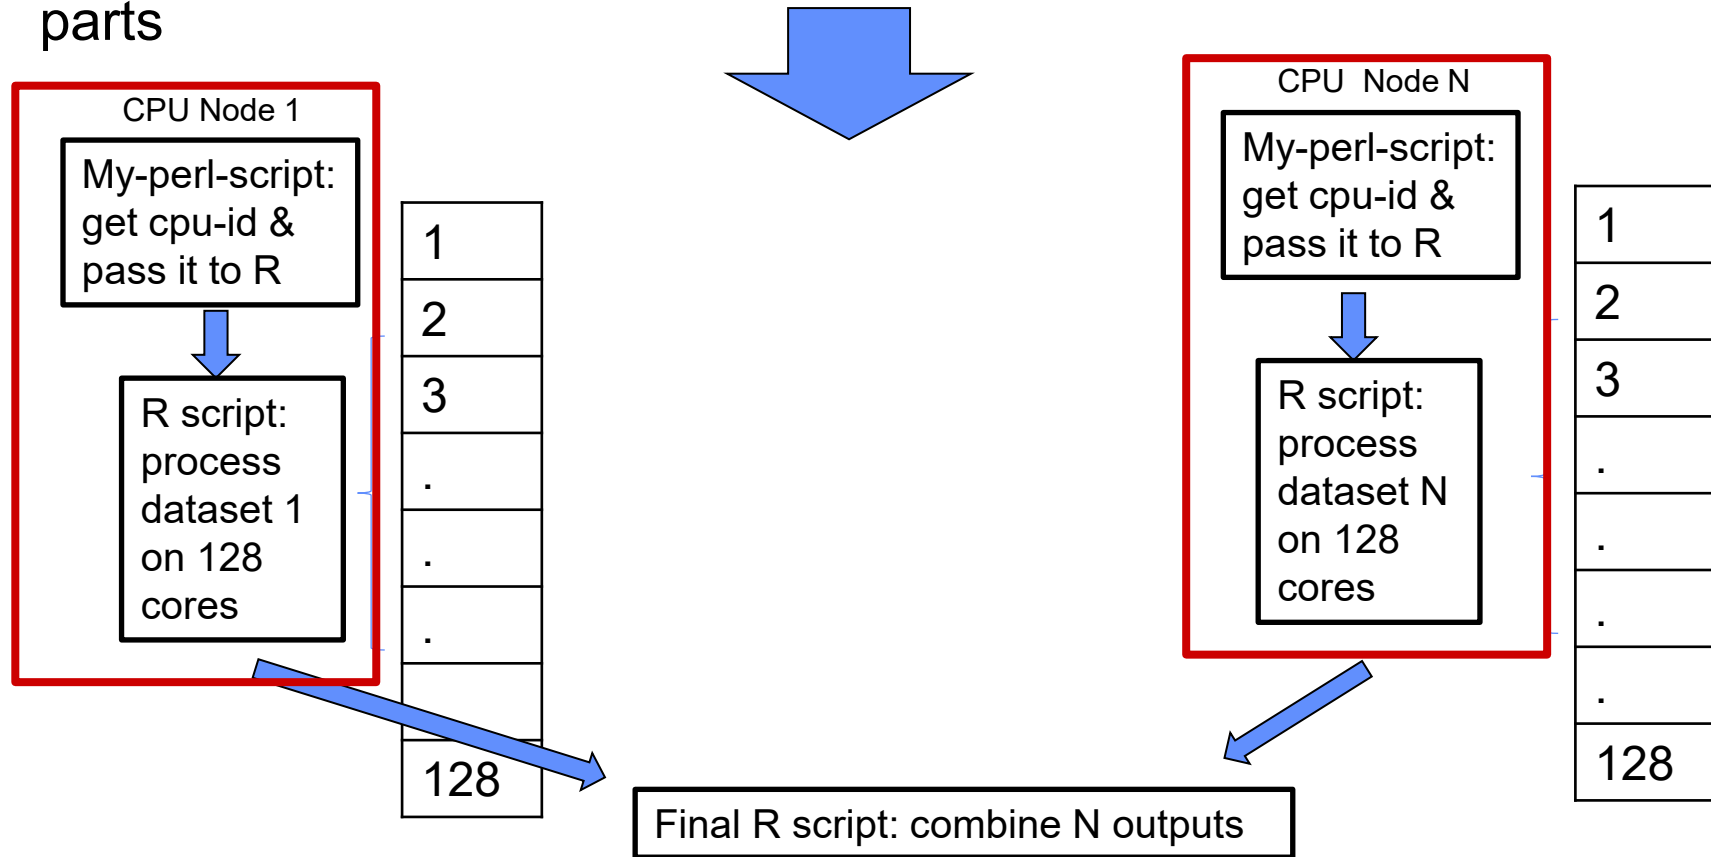 parts
CPU Node 1
My-perl-script:
get cpu-id &
pass it to R
R script:
process
dataset 1
on 128
cores
1
2
3
.
.
.
128
CPU Node N
My-perl-script:
get cpu-id &
pass it to R
R script:
process
dataset N
on 128
cores
1
2
3
.
.
.
.
128
Final R script: combine N outputs